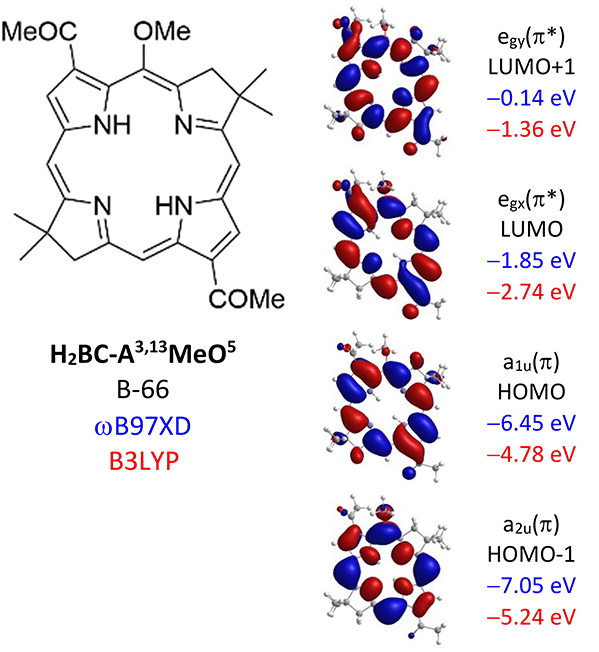 MeOC
OMe
NH
N
N
HN
COMe
H₂BC-A³,¹³MeO⁵
B-66
ωB97XD
B3LYP
egy(π*)
LUMO+1
−0.14 eV
−1.36 eV
egx(π*)
LUMO
−1.85 eV
−2.74 eV
a1u(π)
HOMO
−6.45 eV
−4.78 eV
a2u(π)
HOMO-1
−7.05 eV
−5.24 eV